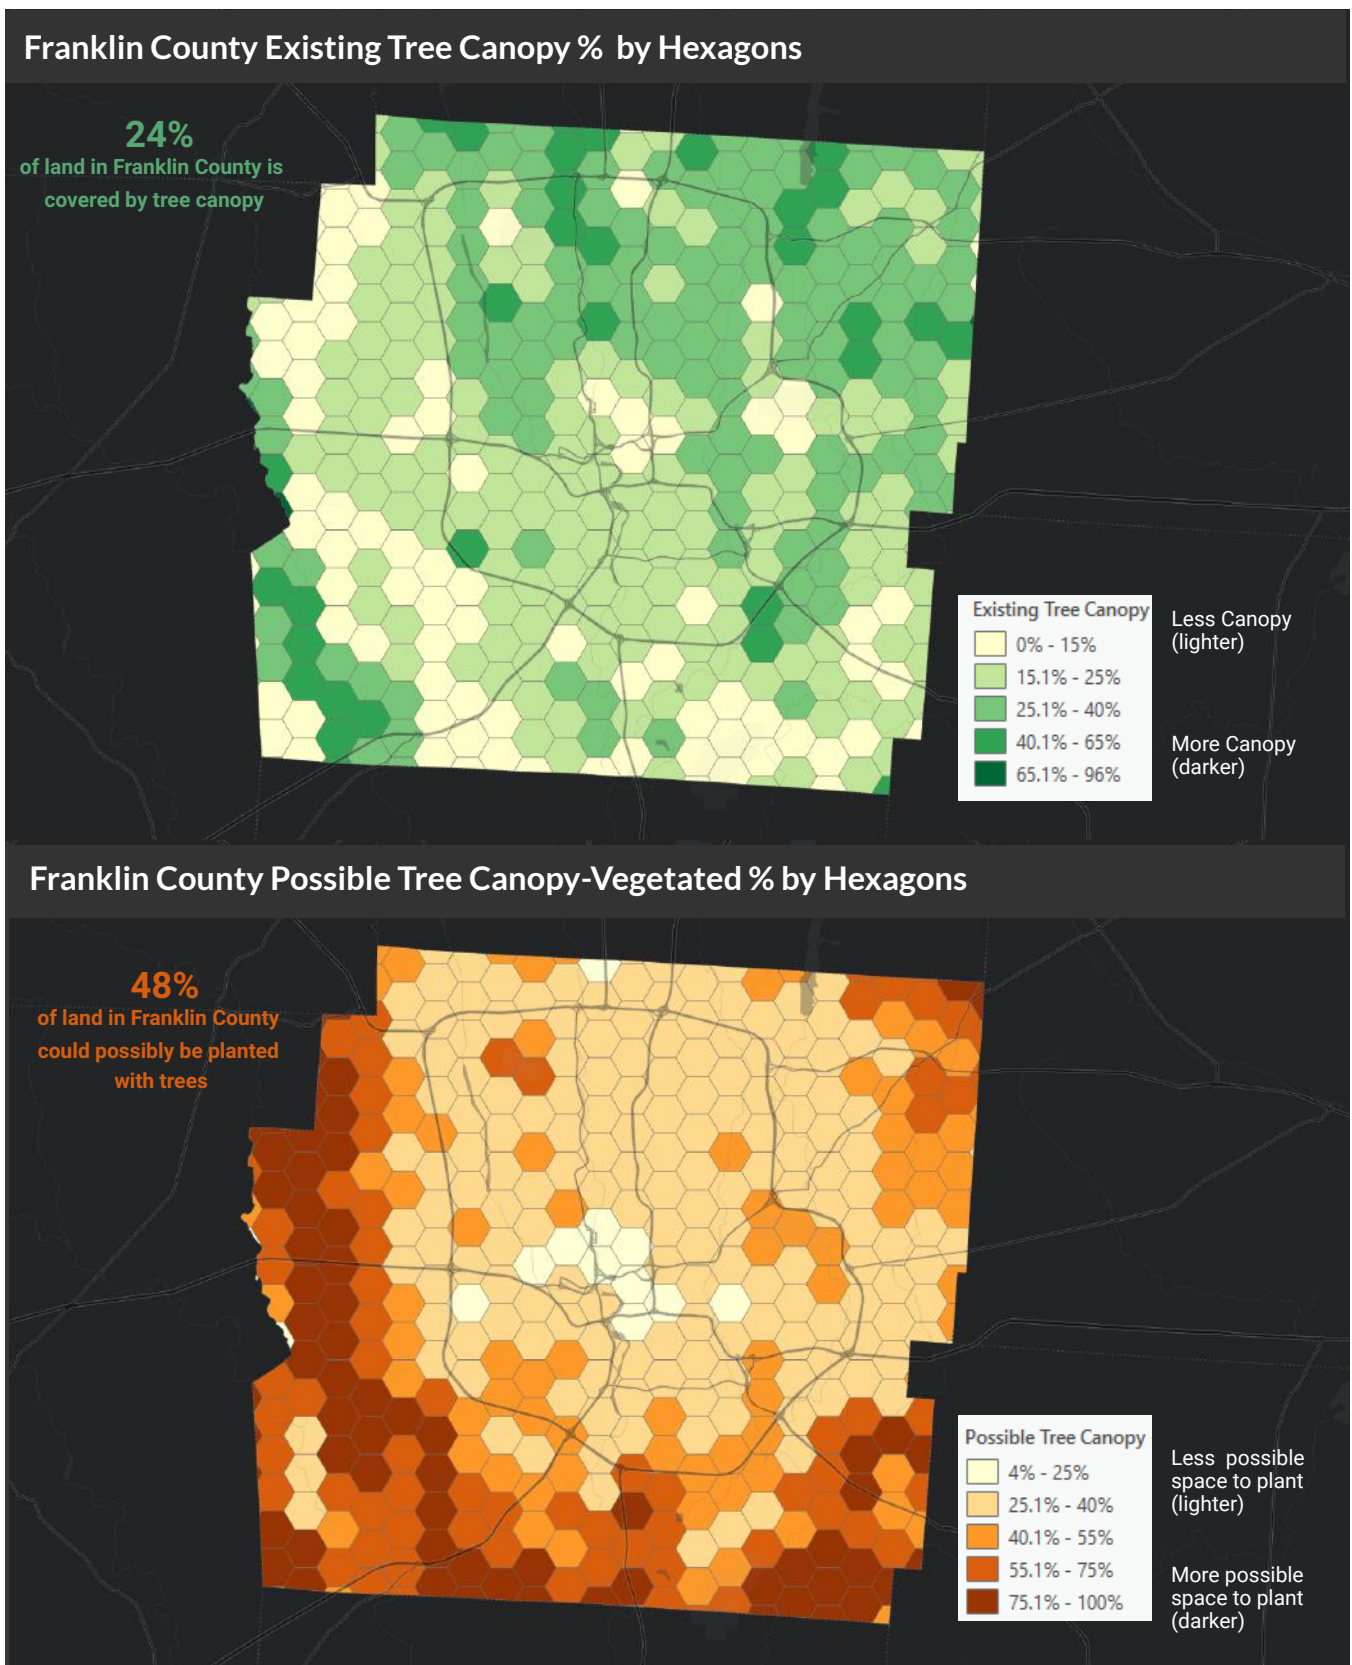 Franklin County Existing Tree Canopy % by Hexagons
24%
of land in Franklin County is
covered by tree canopy
Existing Tree Canopy
0% - 15%
15.1% - 25%
25.1% - 40%
40.1% - 65%
65.1% - 96%
Less Canopy
(lighter)
More Canopy
(darker)
Franklin County Possible Tree Canopy-Vegetated % by Hexagons
48%
of land in Franklin County
could possibly be planted
with trees
Possible Tree Canopy
4% - 25%
25.1% - 40%
40.1% - 55%
55.1% - 75%
75.1% - 100%
Less possible
space to plant
(lighter)
More possible
space to plant
(darker)